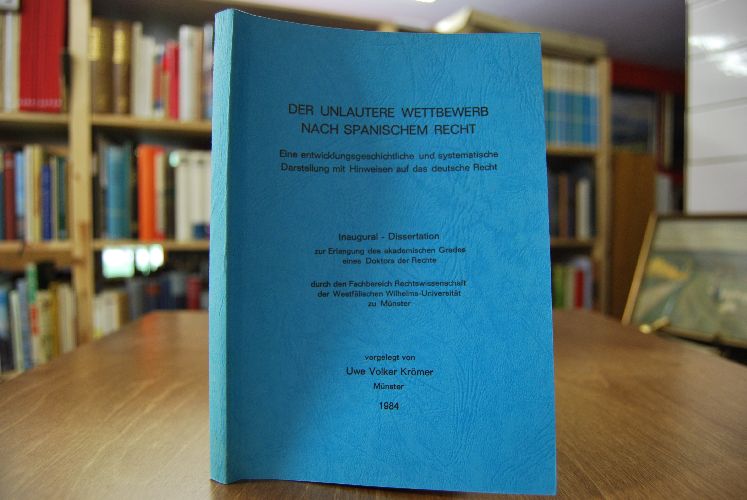 DER UNLAUTERE WETTBEWERB
NACH SPANISCHEM RECHT
Eine entwicklungsgeschichtliche und systematische
Darstellung mit Hinweisen auf das deutsche Recht
Inaugural - Dissertation
zur Erlangung des akademischen Grades
eines Doktors der Rechte
durch den Fachbereich Rechtswissenschaft
der Westfälischen Wilhelms-Universität
zu Münster
vorgelegt von
Uwe Volker Krömer
Münster
1984